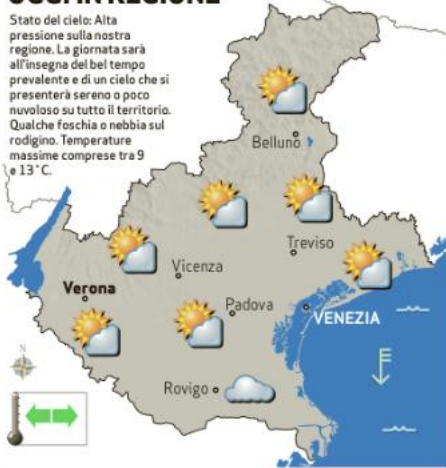 OGGI IN REGIONE
Stato del cielo: Alta
pressione sulla nostra
regione. La giornata sarà
all'insegna del bel tempo
prevalente e di un cielo che si
presenterà sereno o poco
nuvoloso su tutto il territorio.
Qualche foschia o nebbia sul
rodigino. Temperature
massime comprese tra 9
e 13°C.
Belluno
Treviso
Vicenza
Verona
Padova
VENEZIA
N
Rovigo